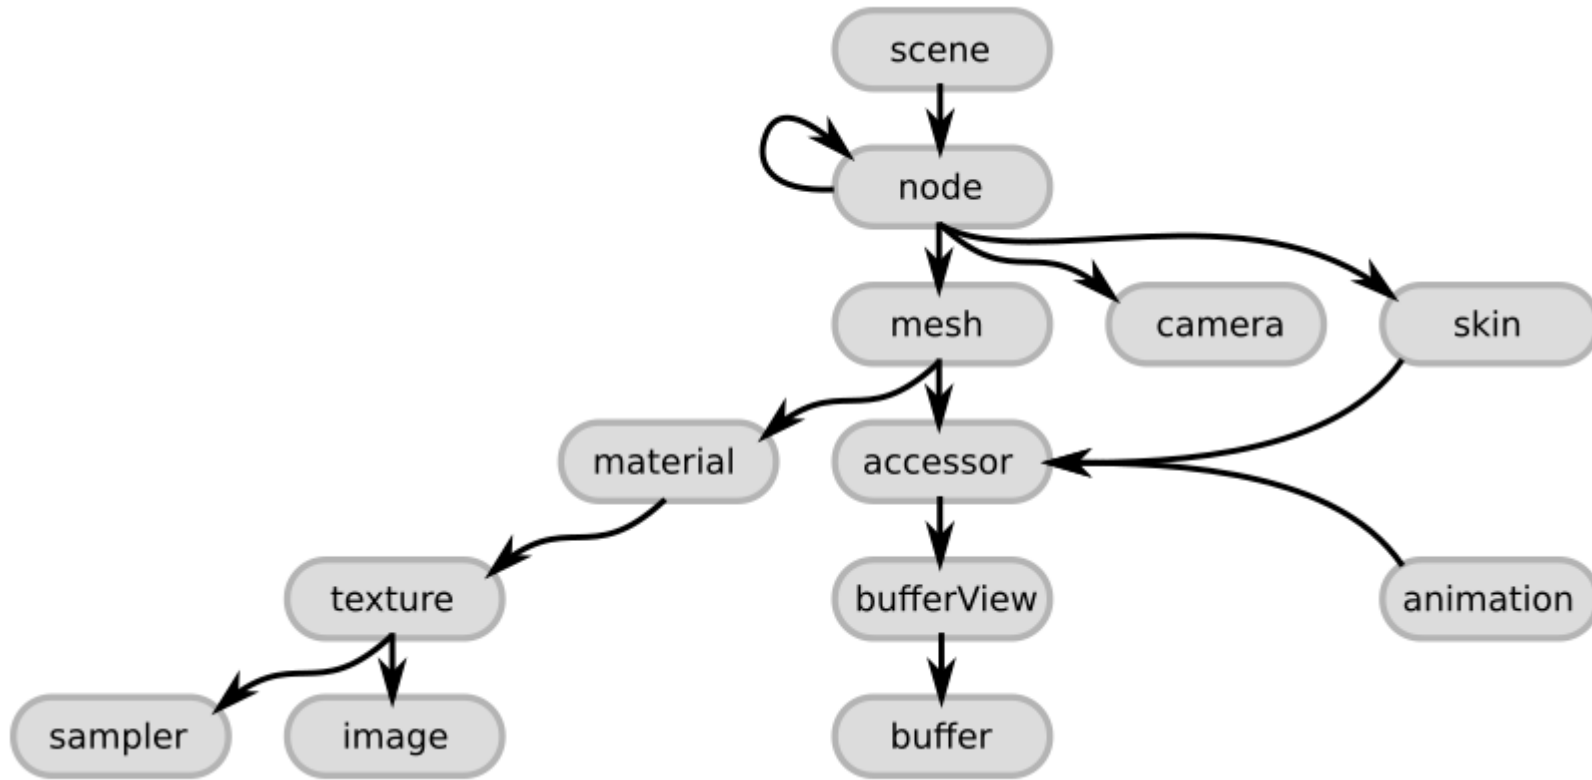 scene
node
mesh
camera
skin
material
accessor
texture
bufferView
animation
sampler
image
buffer